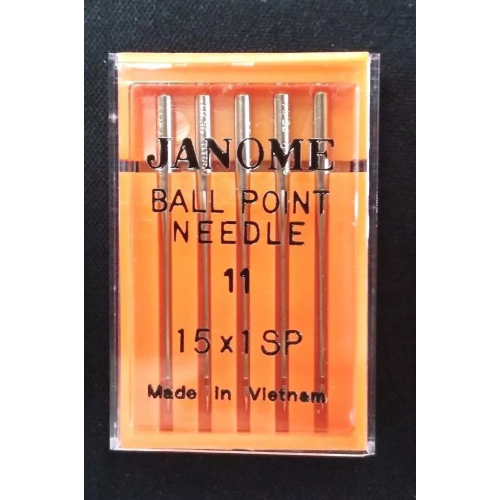 JANOME
BALL POINT
NEEDLE
11
15x1SP
Made in Vietnam